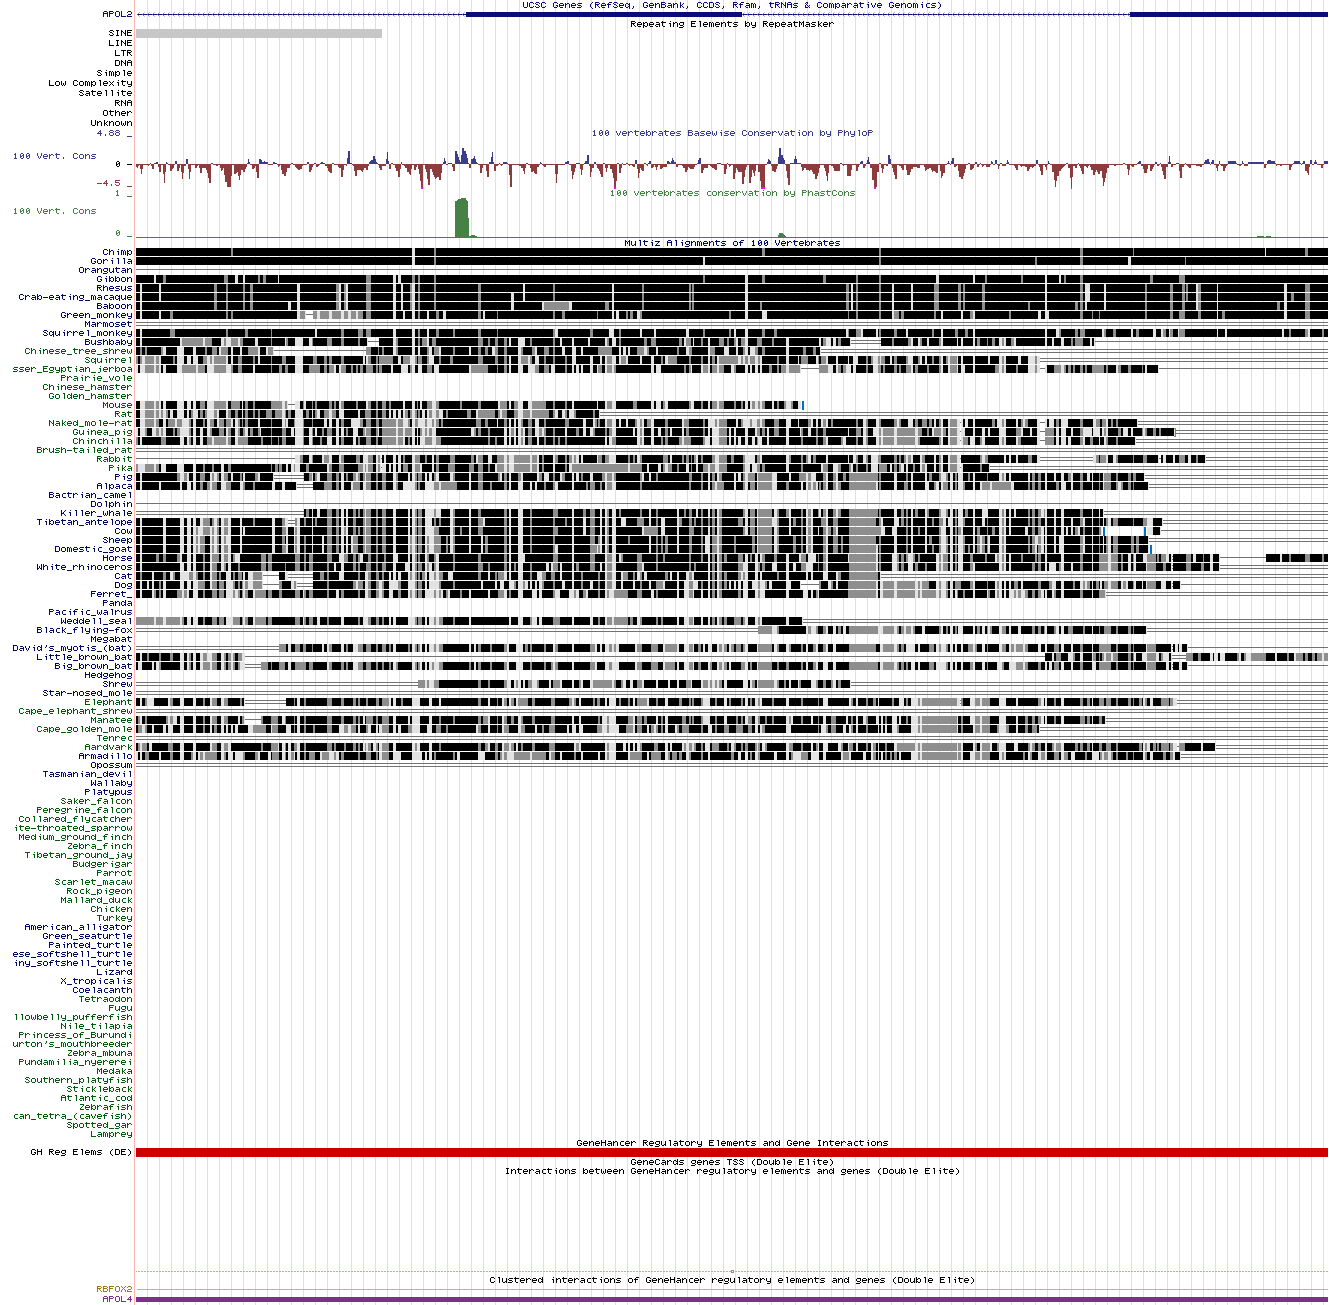 UCSC Genes (RefSeq, GenBank, CCDS, Rfam, tRNAs & Comparative Genomics)
APOL2
Repeating Elements by RepeatMasker
SINE
LINE
LTR
DNA
Simple
Low Complexity
Satellite
RNA
Other
Unknown
4.88 _
100 vertebrates Basewise Conservation by PhyloP
100 Vert. Cons
0 _
-4.5 _
100 vertebrates conservation by PhastCons
1 _
100 Vert. Cons
0 _
Multiz Alignments of 100 Vertebrates
Chimp
Gorilla
Orangutan
Gibbon
Rhesus
Crab-eating_macaque
Baboon
Green_monkey
Marmoset
Squirrel_monkey
Bushbaby
Chinese_tree_shrew
Squirrel
sser_Egyptian_jerboa
Prairie_vole
Chinese_hamster
Golden_hamster
Mouse
Rat
Naked_mole-rat
Guinea_pig
Chinchilla
Brush-tailed_rat
Rabbit
Pika
Pig
Alpaca
Bactrian_camel
Dolphin
Killer_whale
Tibetan_antelope
Cow
Sheep
Domestic_goat
Horse
White_rhinoceros
Cat
Dog
Ferret_
Panda
Pacific_walrus
Weddell_seal
Black_flying-fox
Megabat
David's_myotis_(bat)
Little_brown_bat
Big_brown_bat
Hedgehog
Shrew
Star-nosed_mole
Elephant
Cape_elephant_shrew
Manatee
Cape_golden_mole
Tenrec
Aardvark
Armadillo
Opossum
Tasmanian_devil
Wallaby
Platypus
Saker_falcon
Peregrine_falcon
Collared_flycatcher
ite-throated_sparrow
Medium_ground_finch
Zebra_finch
Tibetan_ground_jay
Budgerigar
Parrot
Scarlet_macaw
Rock_pigeon
Mallard_duck
Chicken
Turkey
American_alligator
Green_seaturtle
Painted_turtle
ese_softshell_turtle
iny_softshell_turtle
Lizard
X_tropicalis
Coelacanth
Tetraodon
Fugu
llowbelly_pufferfish
Nile_tilapia
Princess_of_Burundi
urton's_mouthbreeder
Zebra_mbuna
Pundamilia_nyererei
Medaka
Southern_platyfish
Stickleback
Atlantic_cod
Zebrafish
can_tetra_(cavefish)
Spotted_gar
Lamprey
GeneHancer Regulatory Elements and Gene Interactions
GH Reg Elems (DE)
GeneCards genes TSS (Double Elite)
Interactions between GeneHancer regulatory elements and genes (Double Elite)
Clustered interactions of GeneHancer regulatory elements and genes (Double Elite)
RBFOX2
APOL4